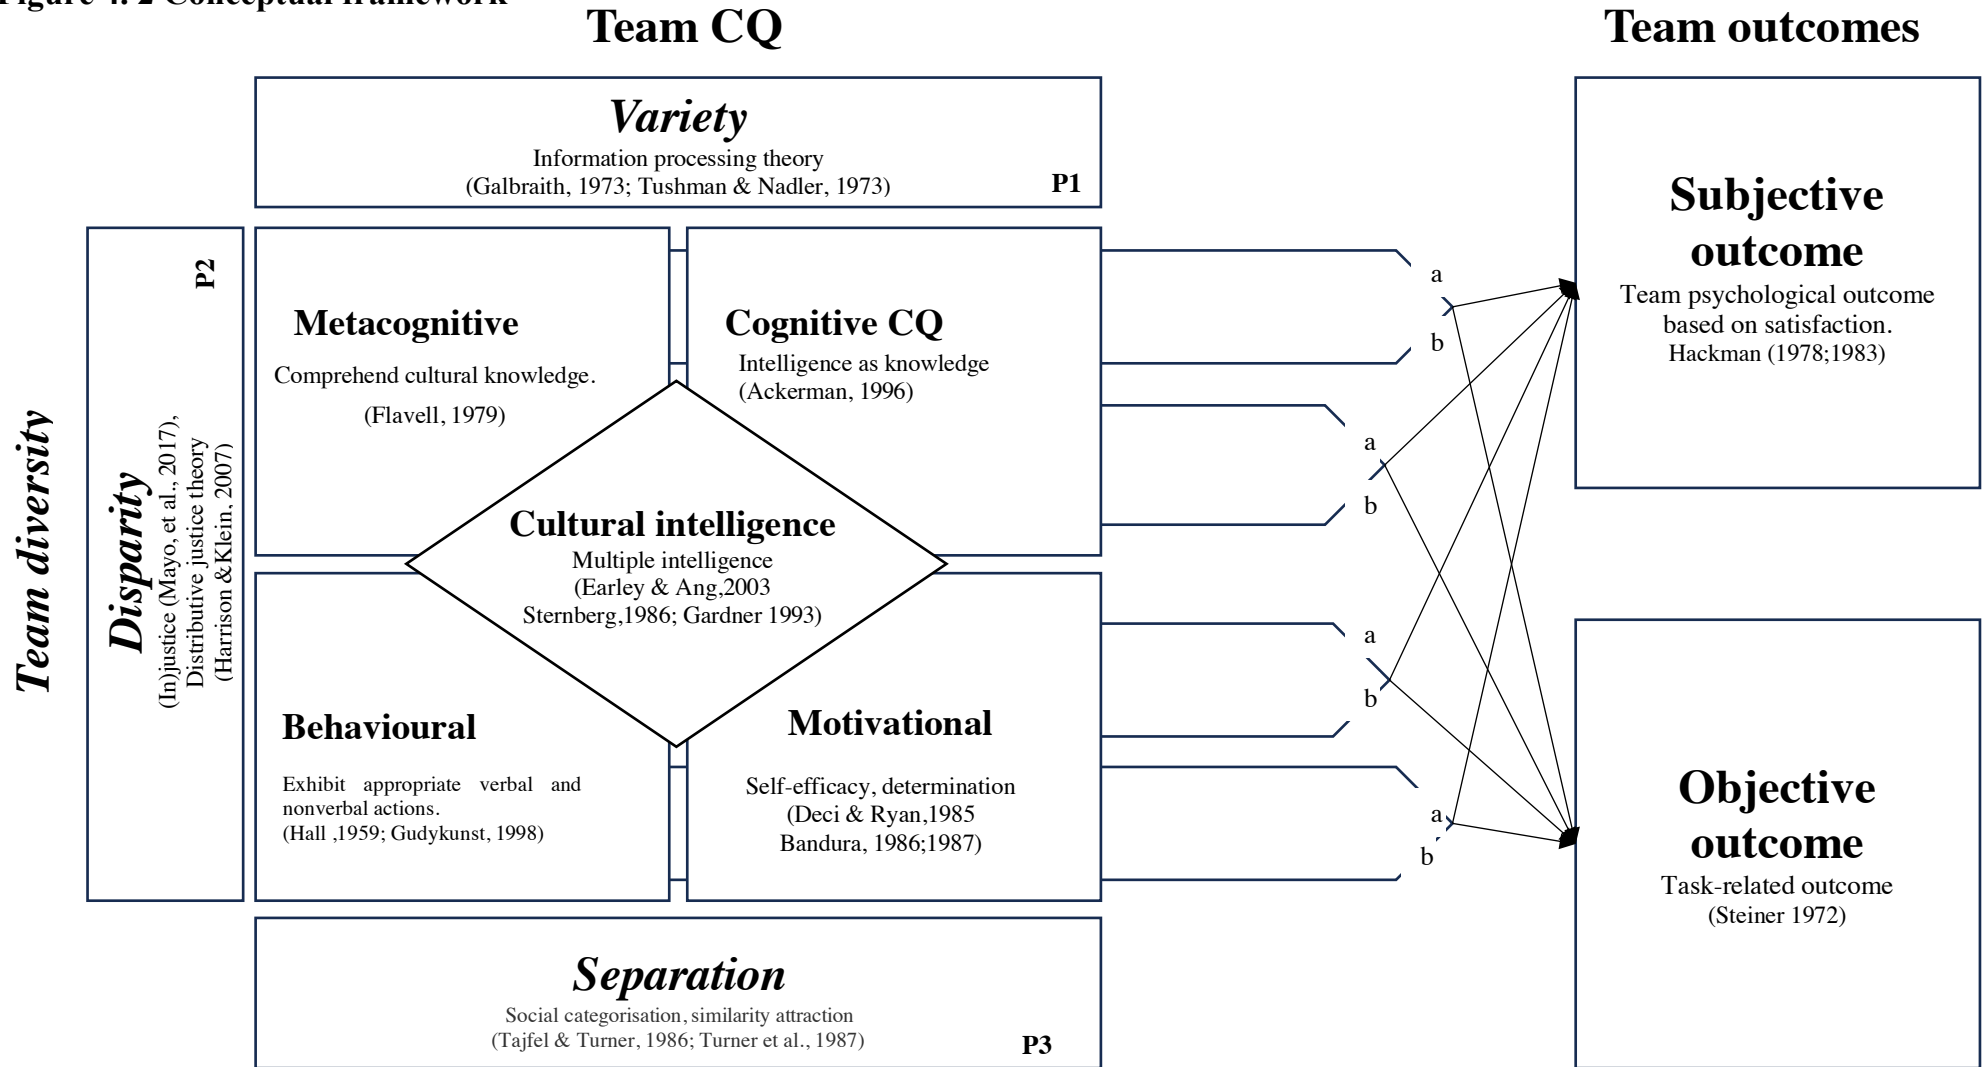 Figure 4. 2 Conceptual framework
Team CQ
Team outcomes
Variety
Information processing theory
(Galbraith, 1973; Tushman & Nadler, 1973)
P1
Team diversity
P2
Disparity
(In)justice (Mayo, et al., 2017),
Distributive justice theory
(Harrison &Klein, 2007)
Metacognitive
Comprehend cultural knowledge.
(Flavell, 1979)
Cognitive CQ
Intelligence as knowledge
(Ackerman, 1996)
Cultural intelligence
Multiple intelligence
(Earley & Ang,2003
Sternberg,1986; Gardner 1993)
Behavioural
Exhibit appropriate verbal and
nonverbal actions.
(Hall ,1959; Gudykunst, 1998)
Motivational
Self-efficacy, determination
(Deci & Ryan,1985
Bandura, 1986;1987)
Separation
Social categorisation, similarity attraction
(Tajfel & Turner, 1986; Turner et al., 1987)
P3
a
b
a
b
a
b
a
b
Subjective
outcome
Team psychological outcome
based on satisfaction.
Hackman (1978;1983)
Objective
outcome
Task-related outcome
(Steiner 1972)